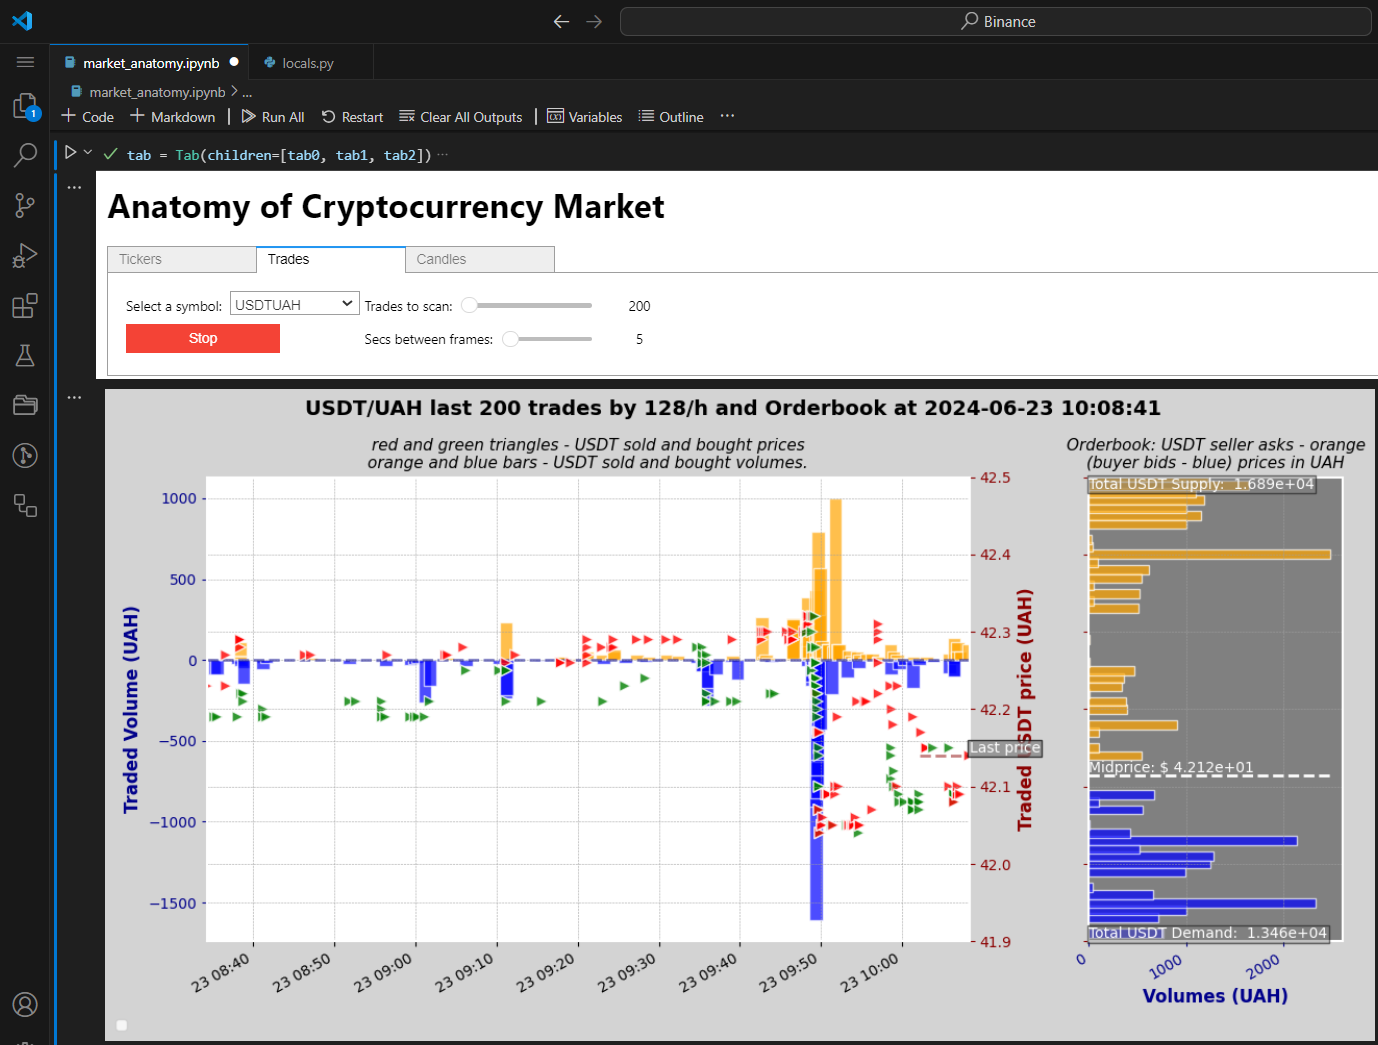 Binance
market_anatomy.ipynb
locals.py
market_anatomy.ipynb > ...
+ Code + Markdown | Run All Restart Clear All Outputs | Variables Outline ...
1
tab = Tab(children=[tab0, tab1, tab2]) ...
Anatomy of Cryptocurrency Market
Tickers Trades Candles
Select a symbol: USDTUAH Trades to scan: 200
Stop Secs between frames: 5
USDT/UAH last 200 trades by 128/h and Orderbook at 2024-06-23 10:08:41
red and green triangles - USDT sold and bought prices
orange and blue bars - USDT sold and bought volumes.
Orderbook: USDT seller asks - orange
(buyer bids - blue) prices in UAH
Traded Volume (UAH)
1000
500
0
−500
−1000
−1500
42.5
42.4
42.3
42.2
42.1
42.0
41.9
Traded USDT price (UAH)
Last price
23 08:40
23 08:50
23 09:00
23 09:10
23 09:20
23 09:30
23 09:40
23 09:50
23 10:00
Total USDT Supply: 1.689e+04
Midprice: $ 4.212e+01
Total USDT Demand: 1.346e+04
0
1000
2000
Volumes (UAH)